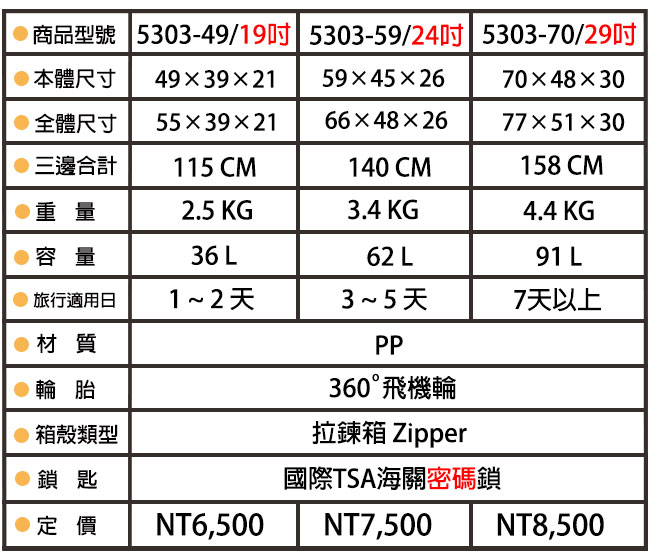 商品型號 5303-49/19吋 5303-59/24吋 5303-70/29吋
本體尺寸 49×39×21 59×45×26 70×48×30
全體尺寸 55×39×21 66×48×26 77×51×30
三邊合計 115 CM 140 CM 158 CM
重量 2.5 KG 3.4 KG 4.4 KG
容量 36 L 62 L 91 L
旅行適用日 1 ~ 2 天 3 ~ 5 天 7天以上
材質 PP
輪胎 360°飛機輪
箱殼類型 拉鍊箱 Zipper
鎖匙 國際TSA海關密碼鎖
定價 NT6,500 NT7,500 NT8,500